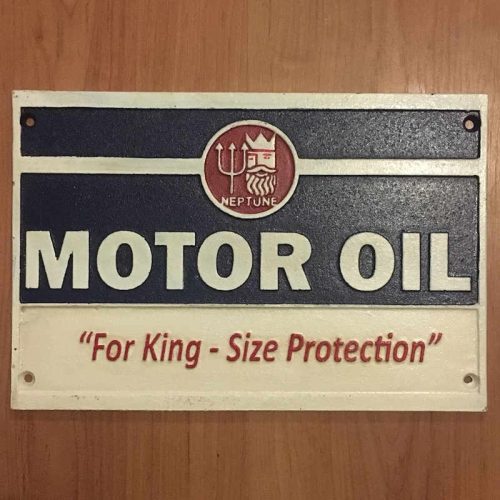 NEPTUNE
MOTOR OIL
“For King - Size Protection”